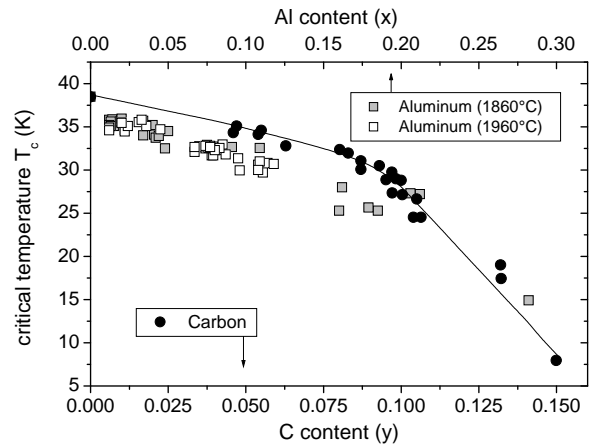 Al content (x)
0.00 0.05 0.10 0.15 0.20 0.25 0.30
critical temperature T_c (K)
40
35
30
25
20
15
10
5
Aluminum (1860°C)
Aluminum (1960°C)
Carbon
0.000 0.025 0.050 0.075 0.100 0.125 0.150
C content (y)